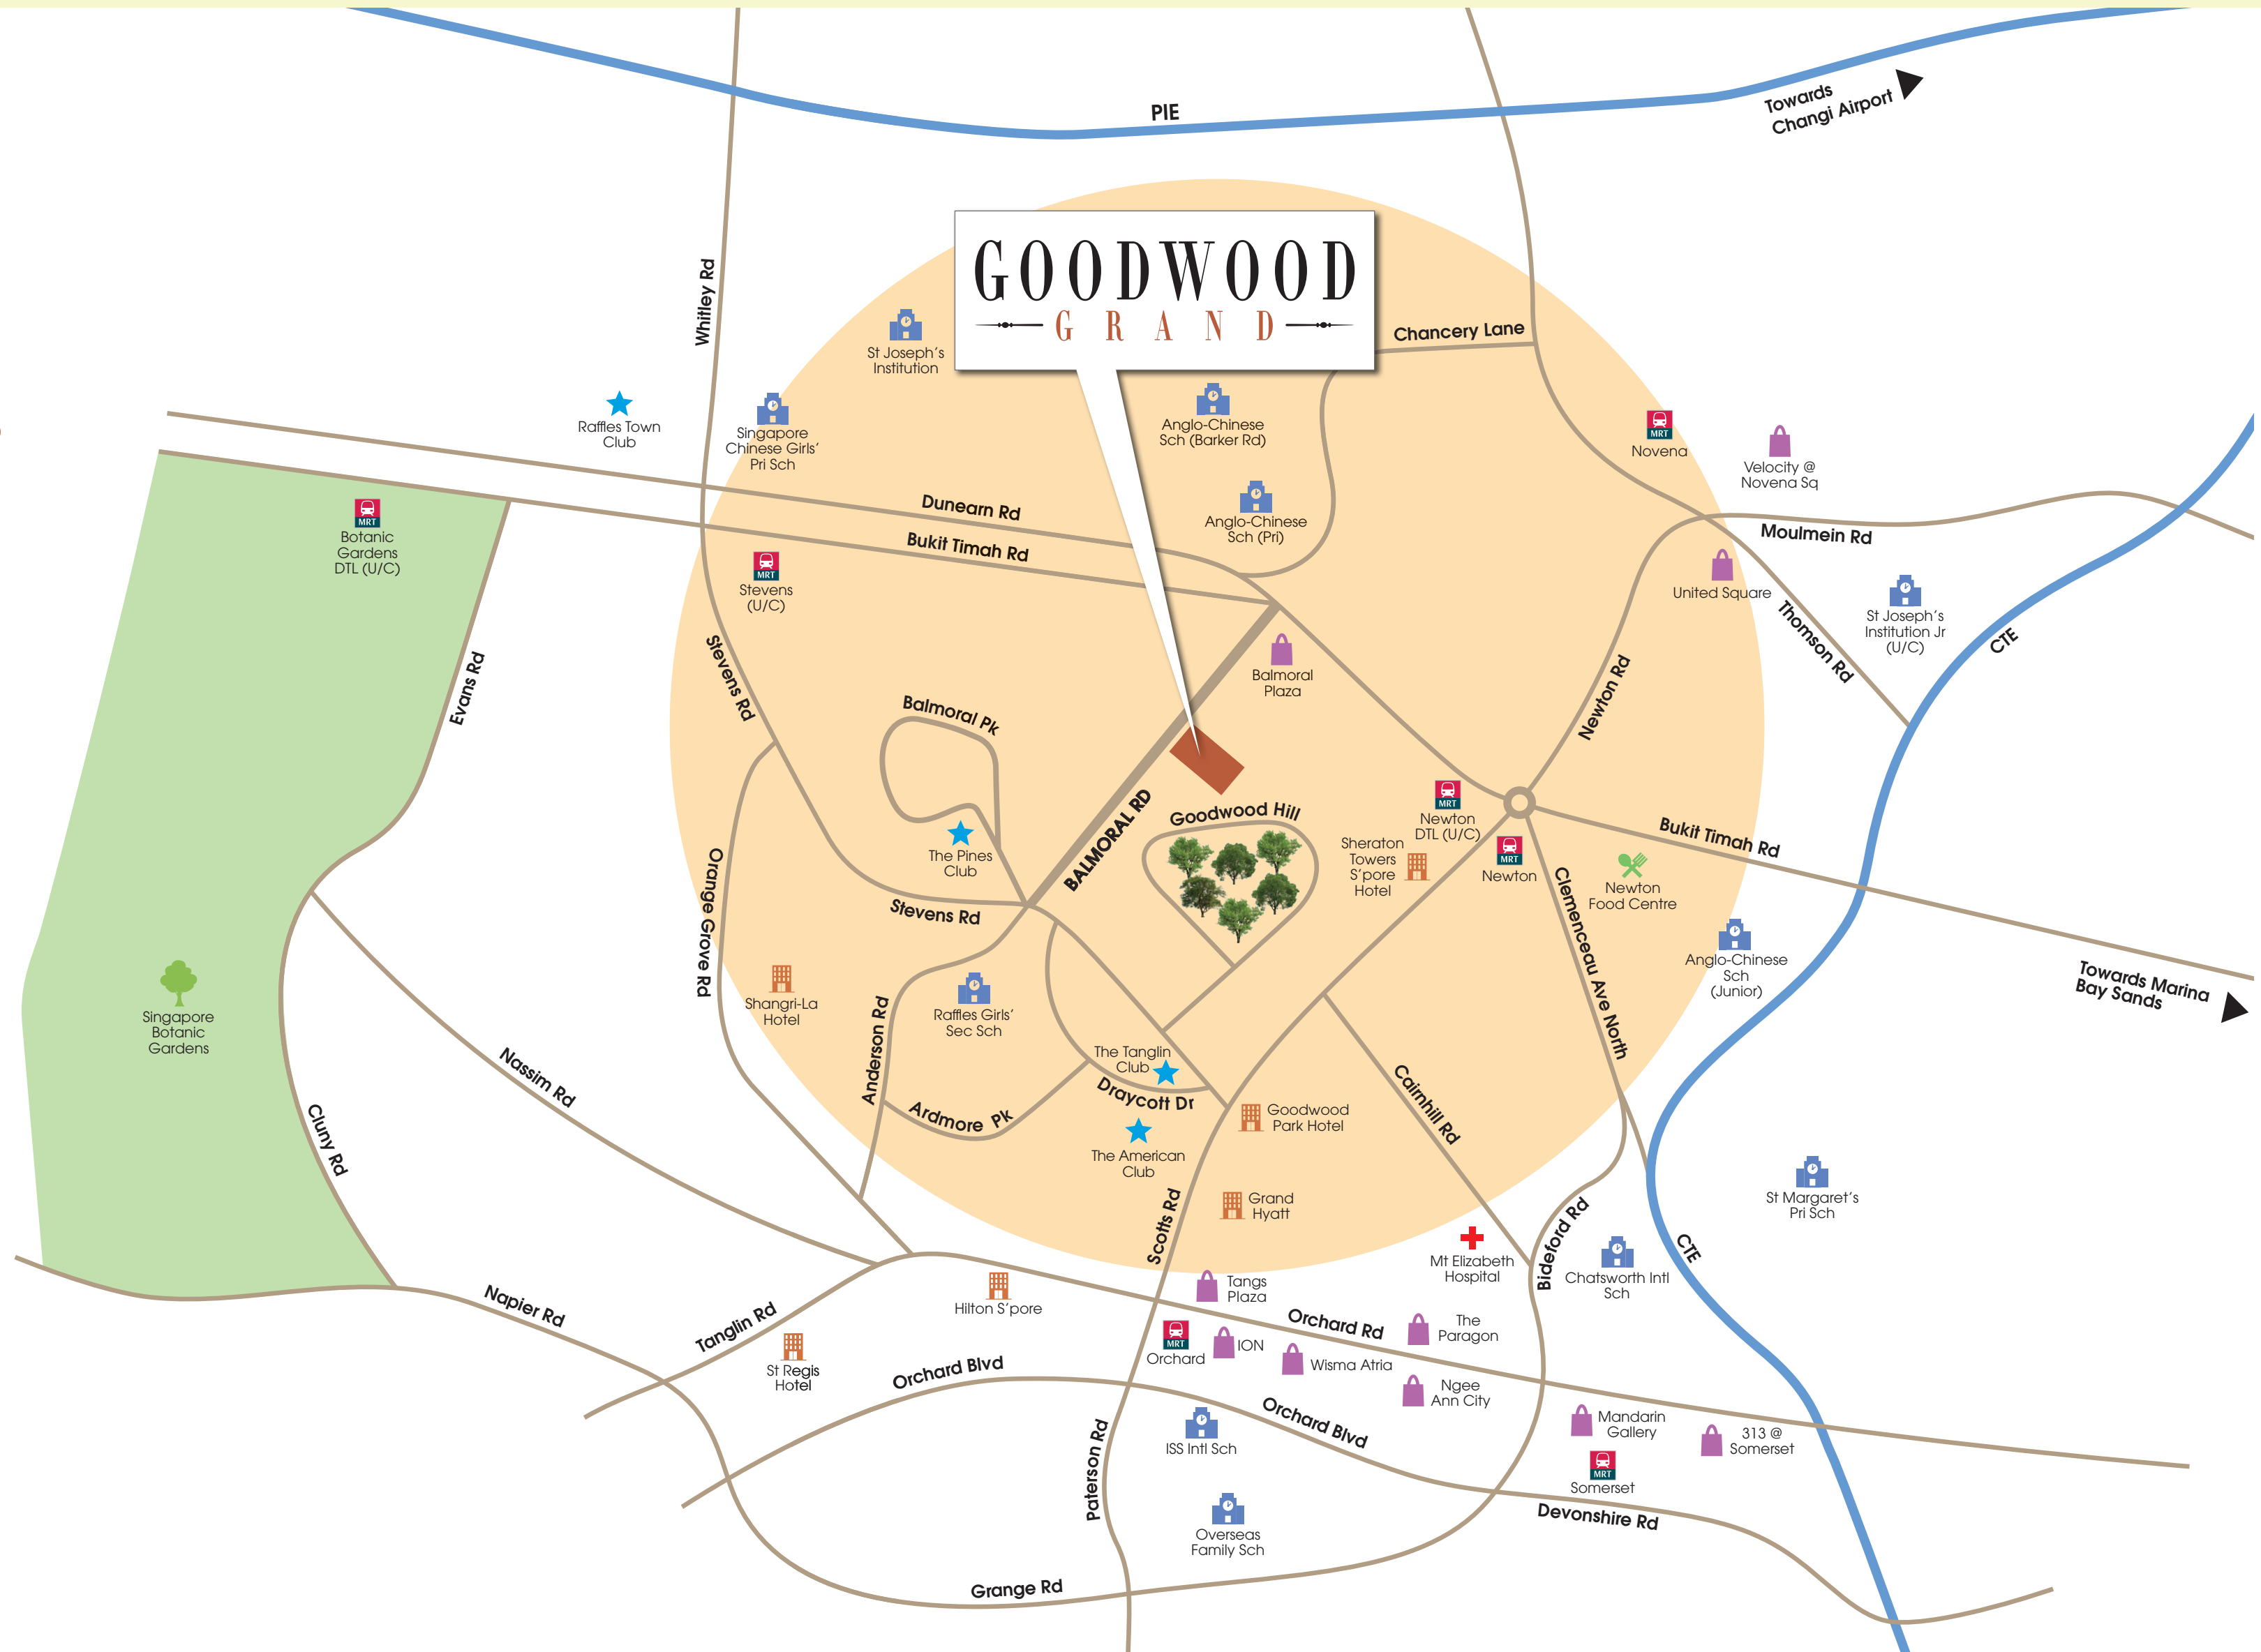 PIE
Towards
Changi Airport
GOODWOOD
GRAND
Whitley Rd
Chancery Lane
St Joseph's
Institution
Raffles Town
Club
Singapore
Chinese Girls'
Pri Sch
Anglo-Chinese
Sch (Barker Rd)
Novena
Velocity @
Novena Sq
MRT
Dunearn Rd
Bukit Timah Rd
Anglo-Chinese
Sch (Pri)
Moulmein Rd
MRT
Botanic
Gardens
DTL (U/C)
MRT
Stevens
(U/C)
United Square
Thomson Rd
St Joseph's
Institution Jr
(U/C)
CTE
Evans Rd
Stevens Rd
Balmoral Pk
Balmoral
Plaza
Newton Rd
BALMORAL RD
Goodwood Hill
The Pines
Club
Stevens Rd
Orange Grove Rd
Sheraton
Towers
S'pore
Hotel
MRT
Newton
DTL (U/C)
MRT
Newton
Bukit Timah Rd
Newton
Food Centre
Clemenceau Ave North
Anglo-Chinese
Sch
(Junior)
Towards Marina
Bay Sands
Singapore
Botanic
Gardens
Shangri-La
Hotel
Raffles Girls'
Sec Sch
Anderson Rd
Nassim Rd
Cluny Rd
The Tanglin
Club
Draycott Dr
Ardmore Pk
The American
Club
Goodwood
Park Hotel
Cairnhill Rd
Grand
Hyatt
Scotts Rd
St Margaret's
Pri Sch
Mt Elizabeth
Hospital
Bideford Rd
Chatsworth Intl
Sch
CTE
Napier Rd
Tanglin Rd
Hilton S'pore
Tangs
Plaza
Orchard Rd
The
Paragon
St Regis
Hotel
MRT
Orchard
ION
Wisma Atria
Orchard Blvd
Ngee
Ann City
Orchard Blvd
Mandarin
Gallery
313 @
Somerset
ISS Intl Sch
MRT
Somerset
Paterson Rd
Devonshire Rd
Overseas
Family Sch
Grange Rd